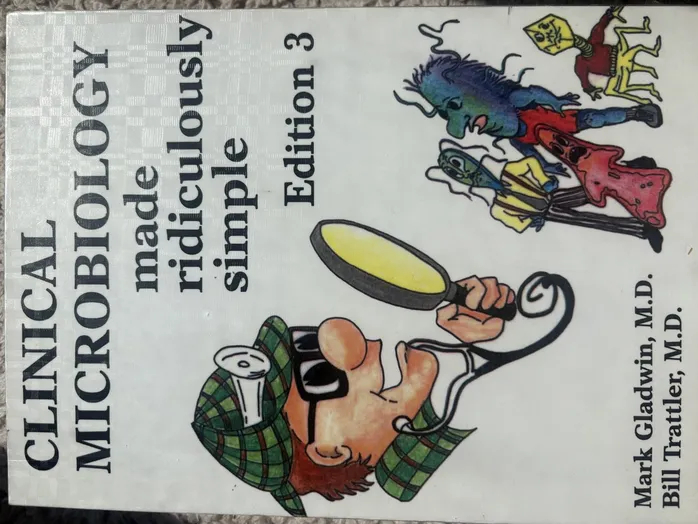 CLINICAL
MICROBIOLOGY
made
ridiculously
simple
Edition 3
Mark Gladwin, M.D.
Bill Trattler, M.D.